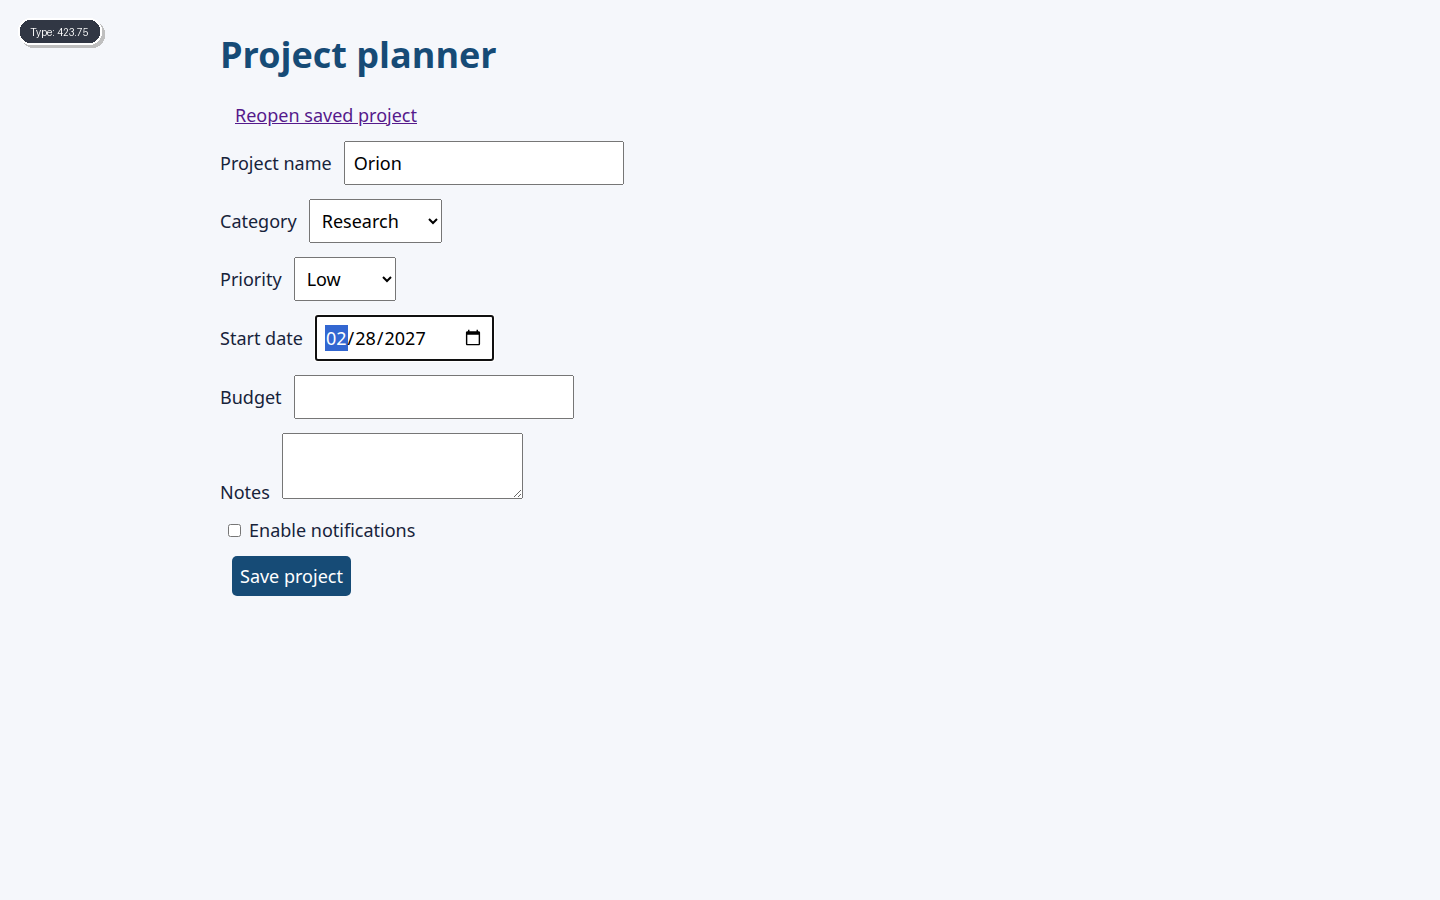 Type: 423.75
Project planner
Reopen saved project
Project name Orion
Category Research
Priority Low
Start date 02/28/2027
Budget
Notes
Enable notifications
Save project